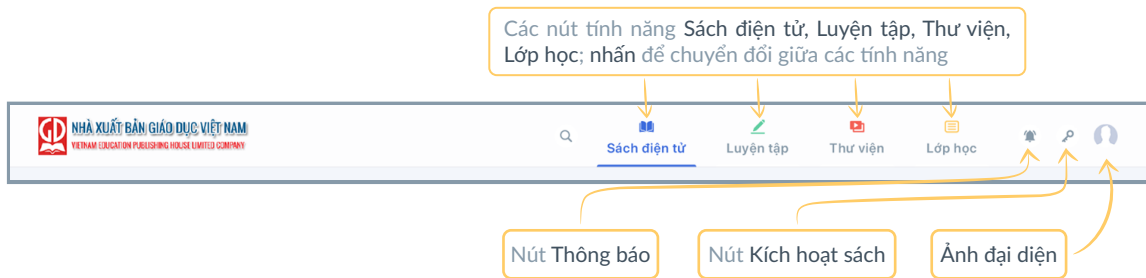 Các nút tính năng Sách điện tử, Luyện tập, Thư viện,
Lớp học; nhấn để chuyển đổi giữa các tính năng
GD
NHÀ XUẤT BẢN GIÁO DỤC VIỆT NAM
VIETNAM EDUCATION PUBLISHING HOUSE LIMITED COMPANY
Sách điện tử
Luyện tập
Thư viện
Lớp học
Nút Thông báo
Nút Kích hoạt sách
Ảnh đại diện